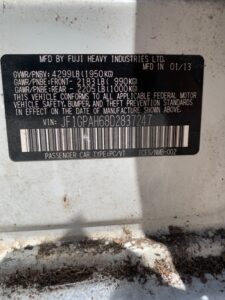 MFD BY FUJI HEAVY INDUSTRIES LTD.
MFD IN 01/13
GVWR/PNBV: 4299LB(1950KG)
GAWR/PBE:FRONT- 2183LB( 990KG)
GAWR/PBE:REAR - 2205LB(1000KG)
THIS VEHICLE CONFORMS TO ALL APPLICABLE FEDERAL MOTOR
VEHICLE SAFETY, BUMPER, AND THEFT PREVENTION STANDARDS
IN EFFECT ON THE DATE OF MANUFACTURE SHOWN ABOVE
VIN: JF1GPAH68D2837247
PASSENGER CAR TYPE:PC/VT